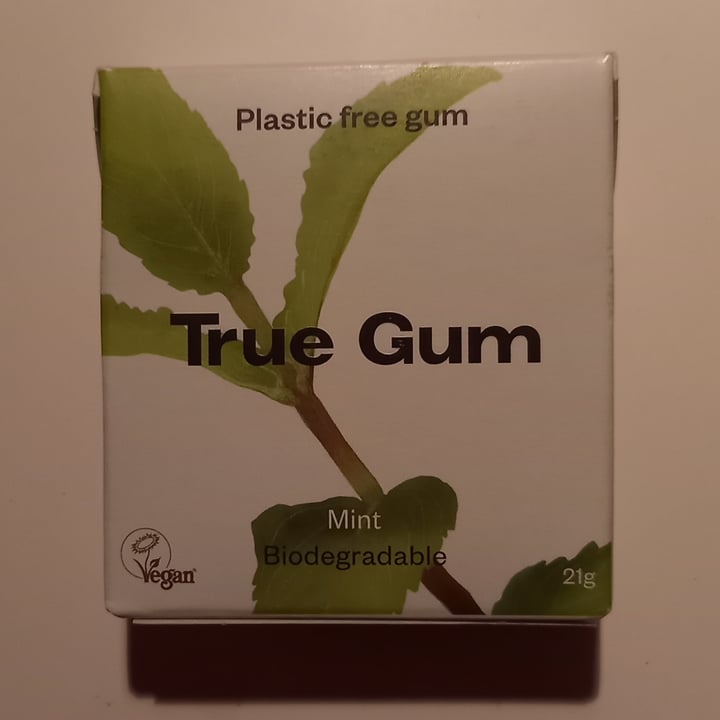 Plastic free gum
True Gum
Mint
Biodegradable
Vegan
21g